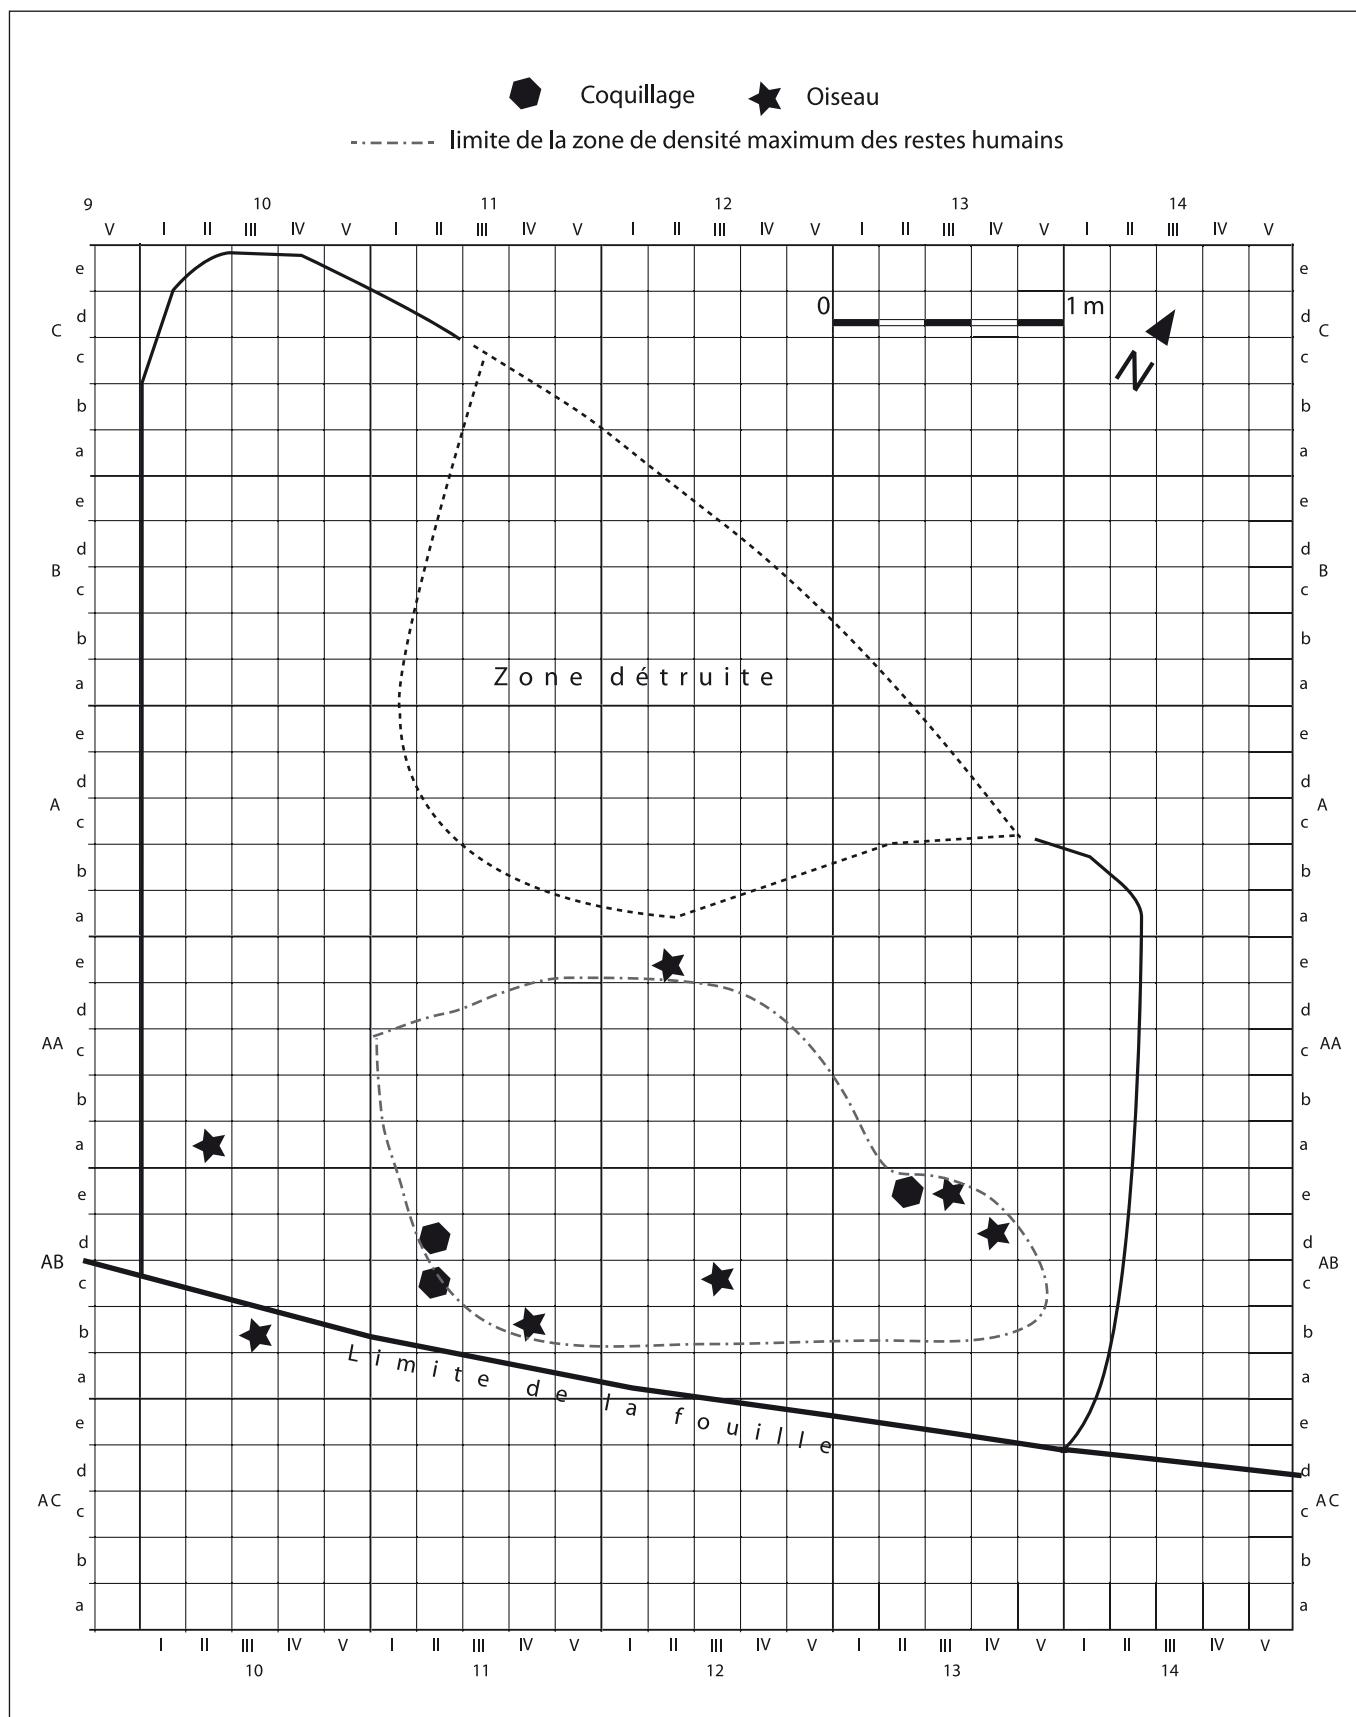 Coquillage Oiseau
limite de la zone de densité maximum des restes humains
9 10 11 12 13 14
V I II III IV V I II III IV V I II III IV V I II III IV V I II III IV V
e e
0 1 m
C d d C
c c
N
b b
a a
e e
d d
B B
c c
b b
Zone détruite
a a
e e
d d
A A
c c
b b
a a
e e
d d
AA c c AA
b b
a a
e e
d d
AB AB
c c
b b
Limite de la fouille
a a
e e
d d
AC c c AC
b b
a a
I II III IV V I II III IV V I II III IV V I II III IV V I II III IV V
10 11 12 13 14